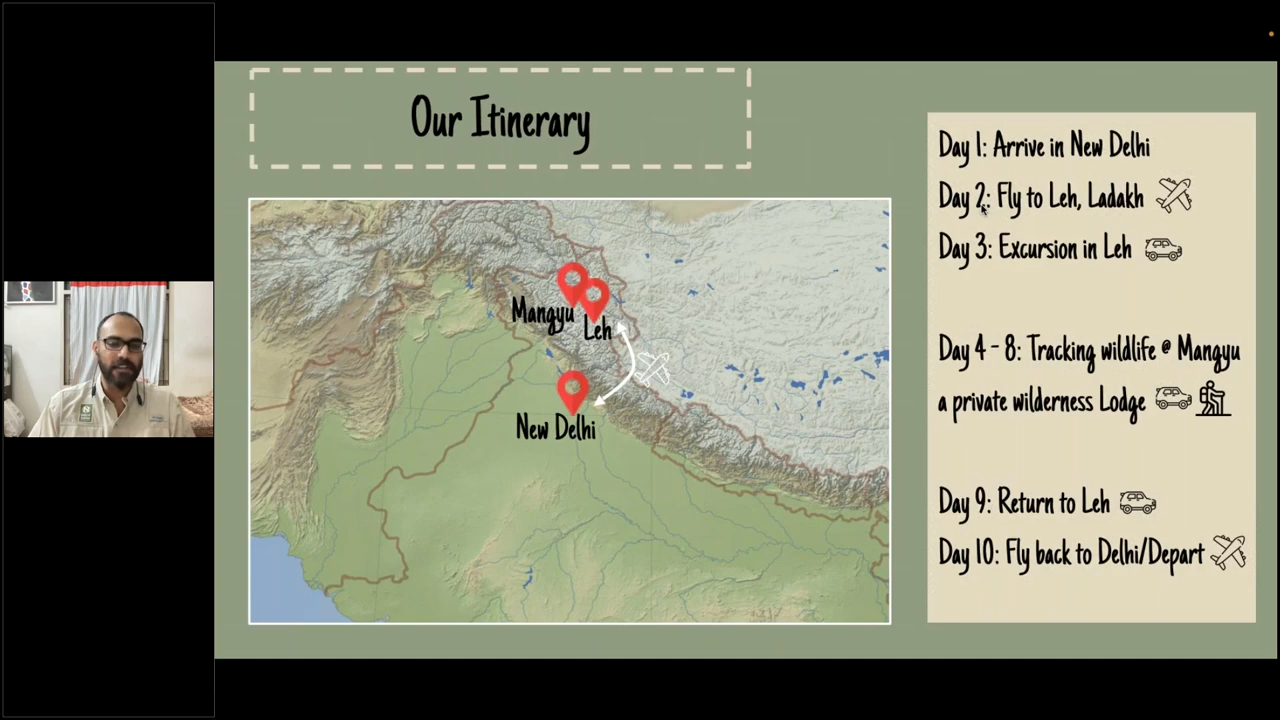 Our Itinerary
Mangyu
Leh
New Delhi
Day 1: Arrive in New Delhi
Day 2: Fly to Leh, Ladakh
Day 3: Excursion in Leh
Day 4 - 8: Tracking wildlife @ Mangyu
a private wilderness Lodge
Day 9: Return to Leh
Day 10: Fly back to Delhi/Depart